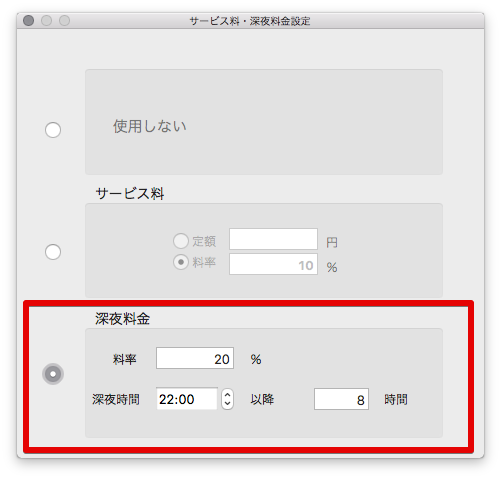 サービス料・深夜料金設定
使用しない
サービス料
定額 円
料率 10 %
深夜料金
料率 20 %
深夜時間 22:00 以降 8 時間